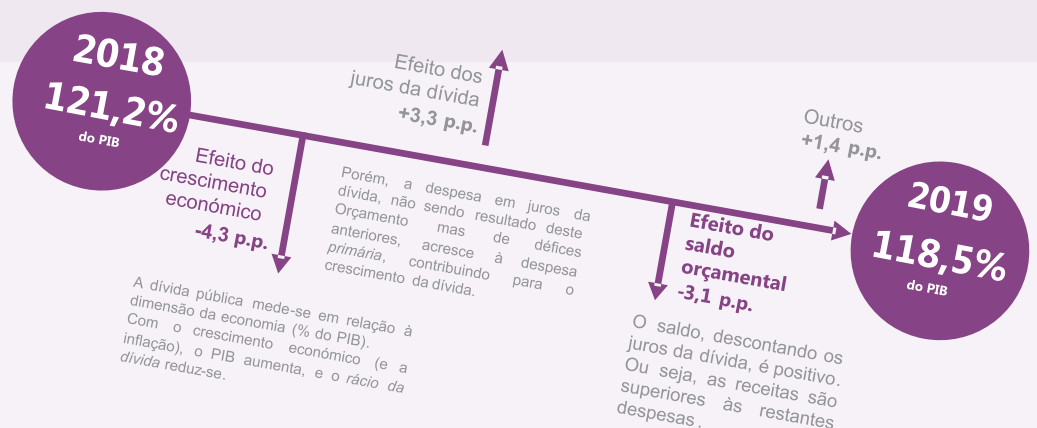 2018
121,2%
do PIB
Efeito do
crescimento
económico
-4,3 p.p.
A dívida pública mede-se em relação à
dimensão da economia (% do PIB).
Com o crescimento económico (e a
inflação), o PIB aumenta, e o rácio da
dívida reduz-se.
Efeito dos
juros da dívida
+3,3 p.p.
Porém, a despesa em juros da
dívida, não sendo resultado deste
Orçamento mas de défices
anteriores, acresce à despesa
primária, contribuindo para o
crescimento da dívida.
Efeito do
saldo
orçamental
-3,1 p.p.
O saldo, descontando os
juros da dívida, é positivo.
Ou seja, as receitas são
superiores às restantes
despesas.
Outros
+1,4 p.p.
2019
118,5%
do PIB